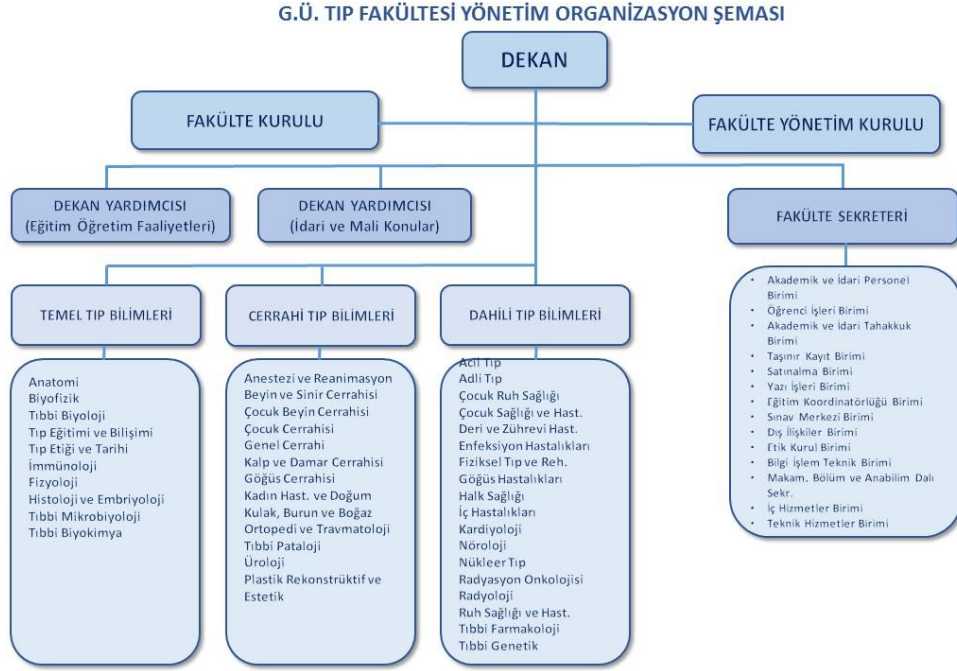 G.Ü. TIP FAKÜLTESİ YÖNETİM ORGANİZASYON ŞEMASI
DEKAN
FAKÜLTE KURULU
FAKÜLTE YÖNETİM KURULU
DEKAN YARDIMCISI
(Eğitim Öğretim Faaliyetleri)
DEKAN YARDIMCISI
(İdari ve Mali Konular)
FAKÜLTE SEKRETERİ
TEMEL TIP BİLİMLERİ
CERRAHİ TIP BİLİMLERİ
DAHİLİ TIP BİLİMLERİ
Anatomi
Biyofizik
Tıbbi Biyoloji
Tıp Eğitimi ve Bilişimi
Tıp Etiği ve Tarihi
İmmünoloji
Fizyoloji
Histoloji ve Embriyoloji
Tıbbi Mikrobiyoloji
Tıbbi Biyokimya
Anestezi ve Reanimasyon
Beyin ve Sinir Cerrahisi
Çocuk Beyin Cerrahisi
Çocuk Cerrahisi
Genel Cerrahi
Kalp ve Damar Cerrahisi
Göğüs Cerrahisi
Kadın Hast. ve Doğum
Kulak, Burun ve Boğaz
Ortopedi ve Travmatoloji
Tıbbi Pataloji
Üroloji
Plastik Rekonstrüktif ve
Estetik
Acil Tıp
Adli Tıp
Çocuk Ruh Sağlığı
Çocuk Sağlığı ve Hast.
Deri ve Zührevi Hast.
Enfeksiyon Hastalıkları
Fiziksel Tıp ve Reh.
Göğüs Hastalıkları
Halk Sağlığı
İç Hastalıkları
Kardiyoloji
Nöroloji
Nükleer Tıp
Radyasyon Onkolojisi
Radyoloji
Ruh Sağlığı ve Hast.
Tıbbi Farmakoloji
Tıbbi Genetik
• Akademik ve İdari Personel
Birimi
• Öğrenci İşleri Birimi
• Akademik ve İdari Tahakkuk
Birimi
• Taşınır Kayıt Birimi
• Satınalma Birimi
• Yazı İşleri Birimi
• Eğitim Koordinatörlüğü Birimi
• Sınav Merkezi Birimi
• Dış İlişkiler Birimi
• Etik Kurul Birimi
• Bilgi İşlem Teknik Birimi
• Makam, Bölüm ve Anabilim Dalı
Sekr.
• İç Hizmetler Birimi
• Teknik Hizmetler Birimi